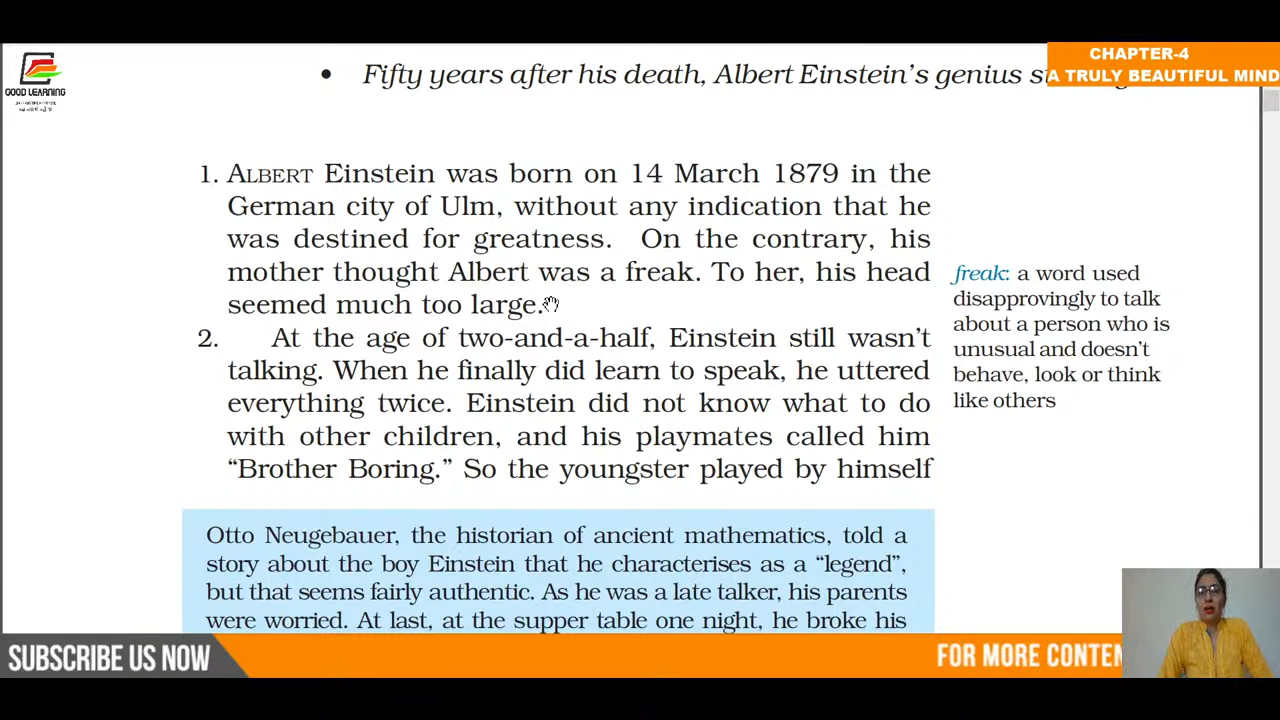 CHAPTER-4
A TRULY BEAUTIFUL MIND
GOOD LEARNING
• Fifty years after his death, Albert Einstein's genius
1. ALBERT Einstein was born on 14 March 1879 in the
German city of Ulm, without any indication that he
was destined for greatness. On the contrary, his
mother thought Albert was a freak. To her, his head
seemed much too large.
freak: a word used
disapprovingly to talk
about a person who is
unusual and doesn't
behave, look or think
like others
2. At the age of two-and-a-half, Einstein still wasn't
talking. When he finally did learn to speak, he uttered
everything twice. Einstein did not know what to do
with other children, and his playmates called him
“Brother Boring.” So the youngster played by himself
Otto Neugebauer, the historian of ancient mathematics, told a
story about the boy Einstein that he characterises as a “legend”,
but that seems fairly authentic. As he was a late talker, his parents
were worried. At last, at the supper table one night, he broke his
SUBSCRIBE US NOW
FOR MORE CONTEN